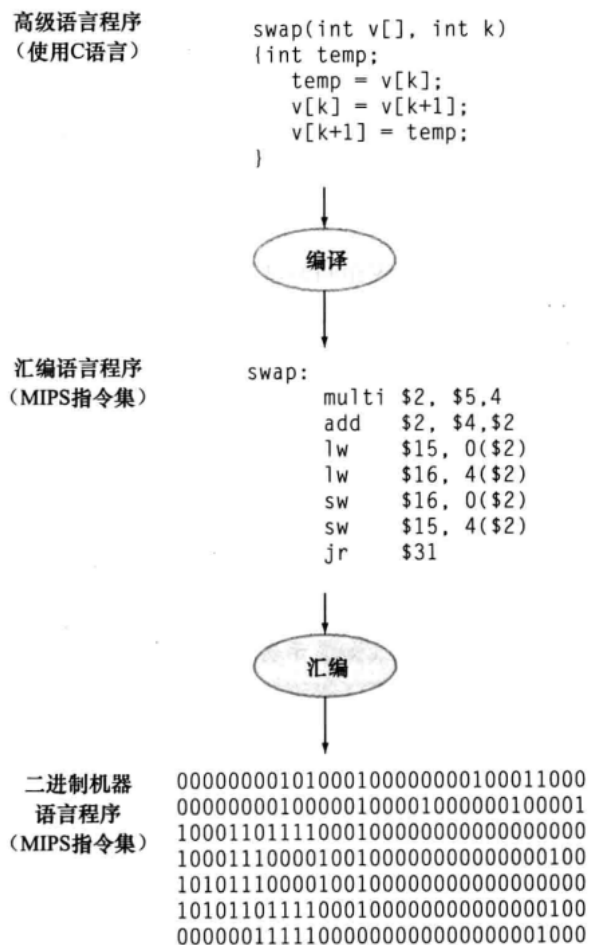 高级语言程序
（使用C语言）
swap(int v[], int k)
{int temp;
temp = v[k];
v[k] = v[k+1];
v[k+1] = temp;
}
编译
汇编语言程序
（MIPS指令集）
swap:
multi $2, $5,4
add $2, $4,$2
lw $15, 0($2)
lw $16, 4($2)
sw $16, 0($2)
sw $15, 4($2)
jr $31
汇编
二进制机器
语言程序
（MIPS指令集）
00000000101000100000000100011000
00000000100000100001000000100001
10001101111000100000000000000000
10001110000100100000000000000100
10101110000100100000000000000000
10101101111000100000000000000100
00000011111000000000000000001000